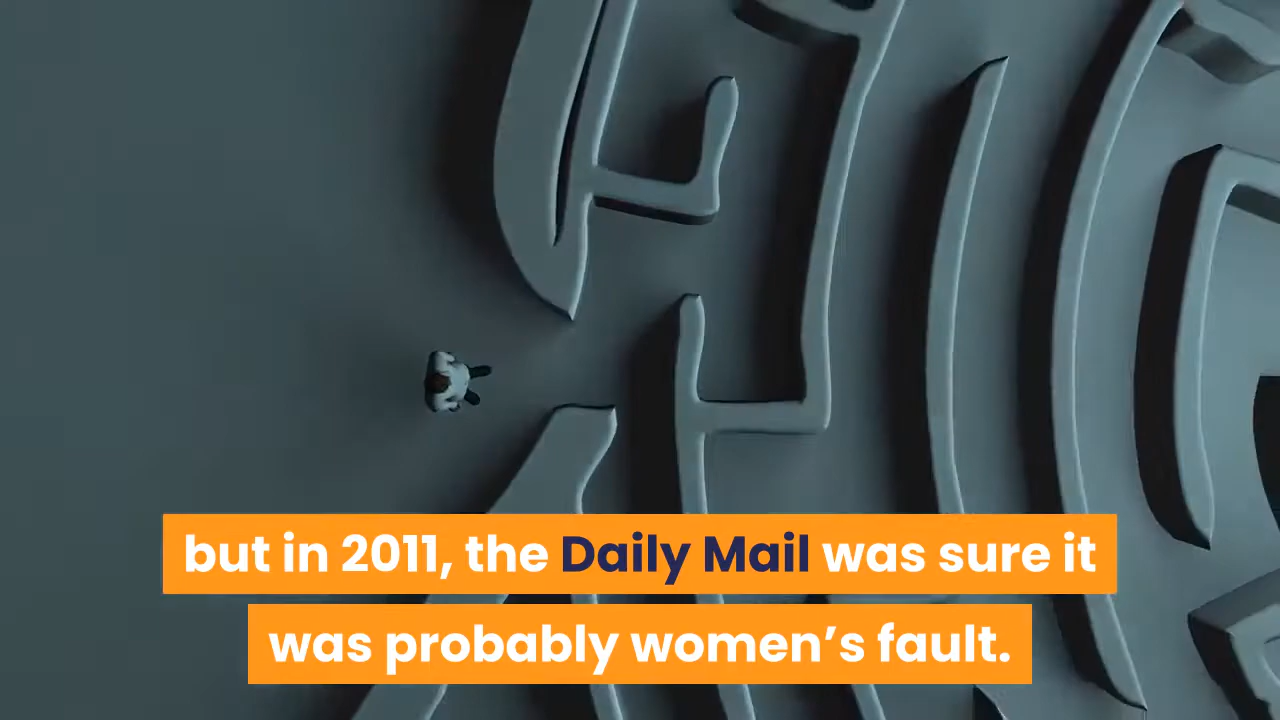 but in 2011, the Daily Mail was sure it
was probably women’s fault.